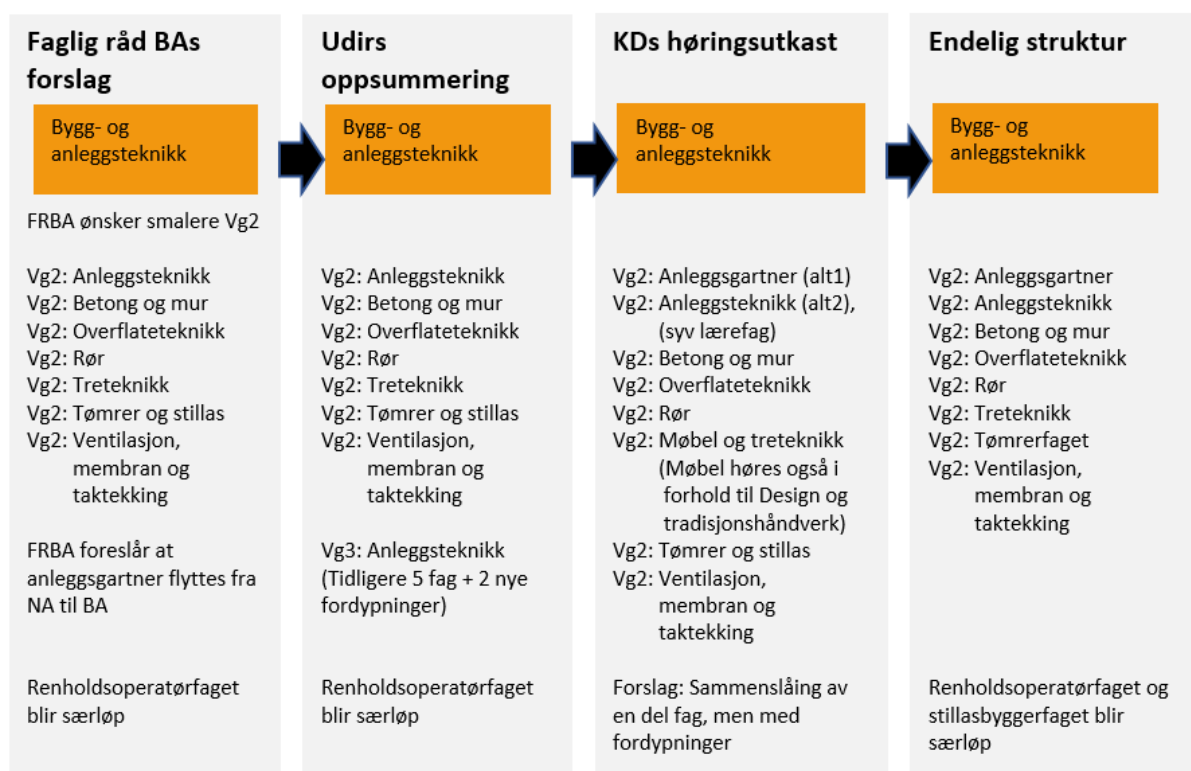 Faglig råd BAs
forslag
Bygg- og
anleggsteknikk
FRBA ønsker smalere Vg2
Vg2: Anleggsteknikk
Vg2: Betong og mur
Vg2: Overflateteknikk
Vg2: Rør
Vg2: Treteknikk
Vg2: Tømrer og stillas
Vg2: Ventilasjon,
membran og
taktekking
FRBA foreslår at
anleggsgartner flyttes fra
NA til BA
Renholdsoperatørfaget
blir særløp
Udirs
oppsummering
Bygg- og
anleggsteknikk
Vg2: Anleggsteknikk
Vg2: Betong og mur
Vg2: Overflateteknikk
Vg2: Rør
Vg2: Treteknikk
Vg2: Tømrer og stillas
Vg2: Ventilasjon,
membran og
taktekking
Vg3: Anleggsteknikk
(Tidligere 5 fag + 2 nye
fordypninger)
Renholdsoperatørfaget
blir særløp
KDs høringsutkast
Bygg- og
anleggsteknikk
Vg2: Anleggsgartner (alt1)
Vg2: Anleggsteknikk (alt2),
(syv lærefag)
Vg2: Betong og mur
Vg2: Overflateteknikk
Vg2: Rør
Vg2: Møbel og treteknikk
(Møbel høres også i
forhold til Design og
tradisjonshåndverk)
Vg2: Tømrer og stillas
Vg2: Ventilasjon,
membran og
taktekking
Forslag: Sammenslåing av
en del fag, men med
fordypninger
Endelig struktur
Bygg- og
anleggsteknikk
Vg2: Anleggsgartner
Vg2: Anleggsteknikk
Vg2: Betong og mur
Vg2: Overflateteknikk
Vg2: Rør
Vg2: Treteknikk
Vg2: Tømrerfaget
Vg2: Ventilasjon,
membran og
taktekking
Renholdsoperatørfaget og
stillasbyggerfaget blir
særløp